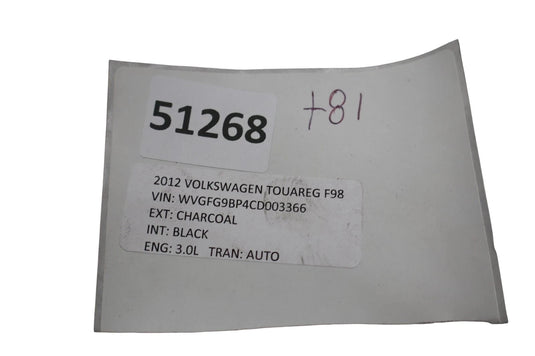 51268
+81
2012 VOLKSWAGEN TOUAREG F98
VIN: WVGFG9BP4CD003366
EXT: CHARCOAL
INT: BLACK
ENG: 3.0L TRAN: AUTO